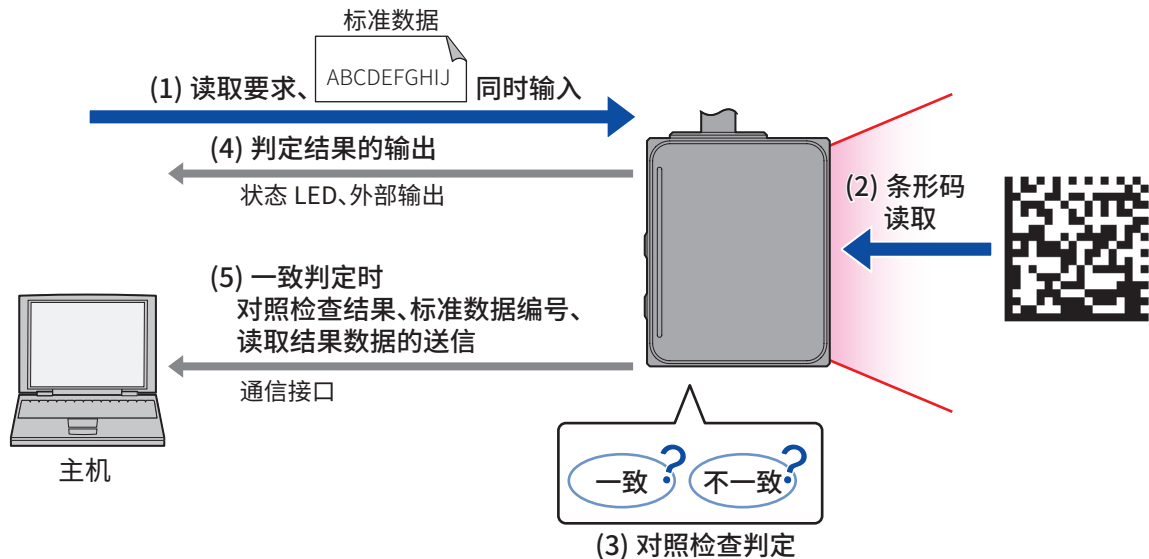 标准数据
ABCDEFGHIJ
(1) 读取要求、 同时输入
(4) 判定结果的输出
状态 LED、外部输出
(2) 条形码
读取
(5) 一致判定时
对照检查结果、标准数据编号、
读取结果数据的送信
通信接口
主机
一致? 不一致?
(3) 对照检查判定